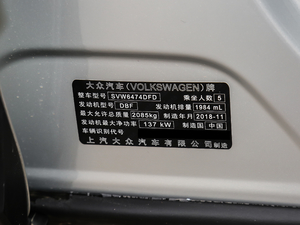 大众汽车(VOLKSWAGEN)牌
整车型号 SVW6474DFD 乘坐人数 5
发动机型号 DBF 发动机排量 1984 mL
最大允许总质量 2085kg 制造年月 2018-11
发动机最大净功率 137 kW 制造国 中国
车辆识别代号
上汽大众汽车有限公司 制造